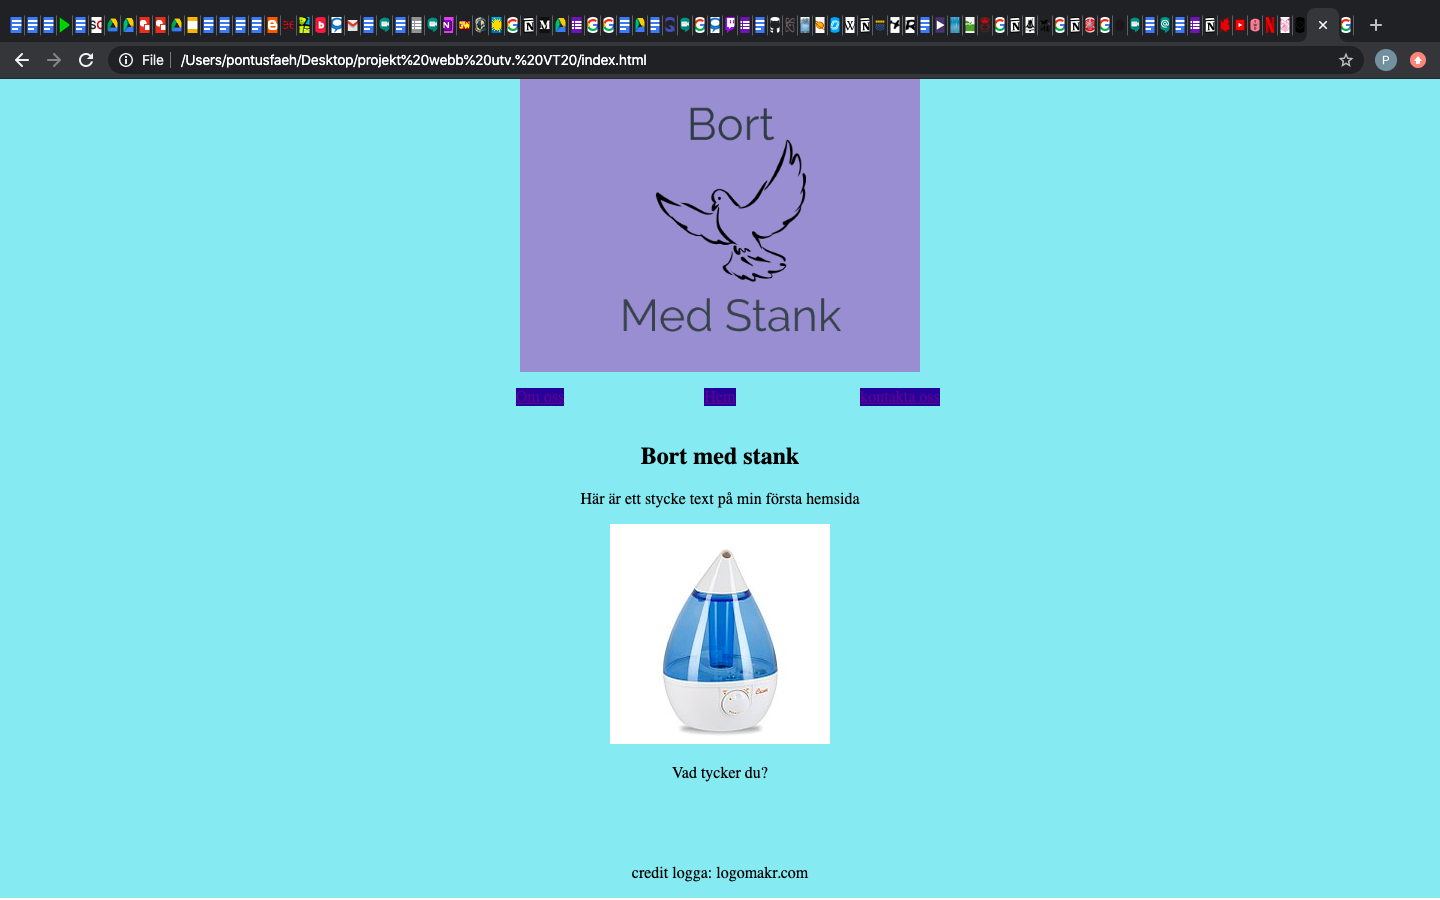 File
/Users/pontusfaeh/Desktop/projekt%20webb%20utv.%20VT20/index.html
P
Bort
Med Stank
Om oss
Hem
kontakta oss
Bort med stank
Här är ett stycke text på min första hemsida
Crane
Vad tycker du?
credit logga: logomakr.com